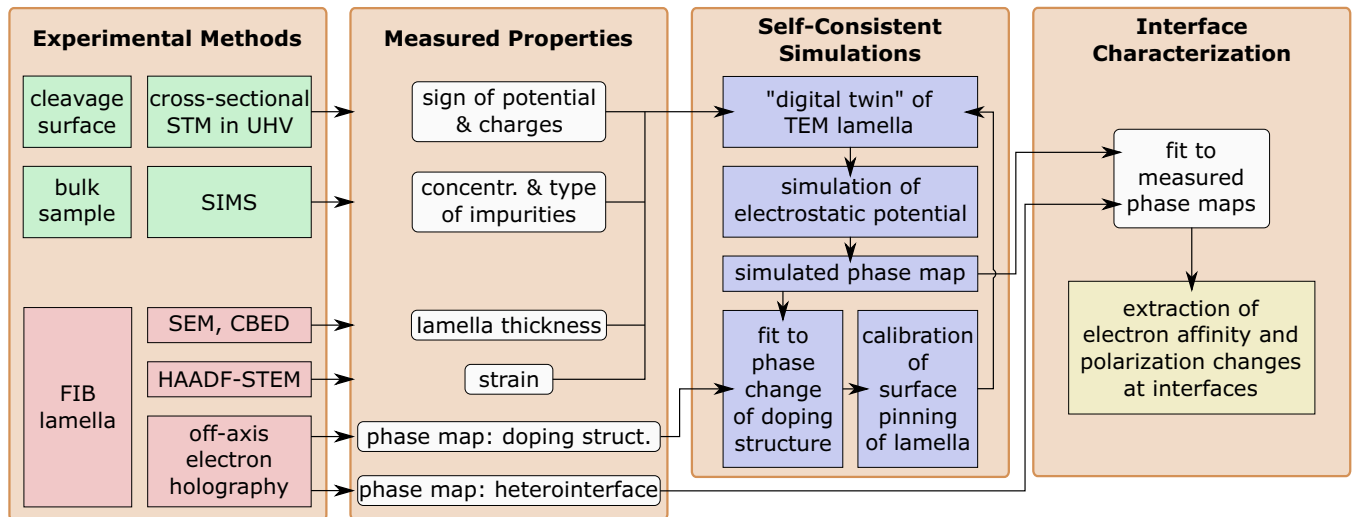 Experimental Methods
cleavage
surface
cross-sectional
STM in UHV
bulk
sample
SIMS
FIB
lamella
SEM, CBED
HAADF-STEM
off-axis
electron
holography
Measured Properties
sign of potential
& charges
concentr. & type
of impurities
lamella thickness
strain
phase map: doping struct.
phase map: heterointerface
Self-Consistent
Simulations
"digital twin" of
TEM lamella
simulation of
electrostatic potential
simulated phase map
fit to
phase
change
of doping
structure
calibration
of
surface
pinning
of lamella
Interface
Characterization
fit to
measured
phase maps
extraction of
electron affinity and
polarization changes
at interfaces